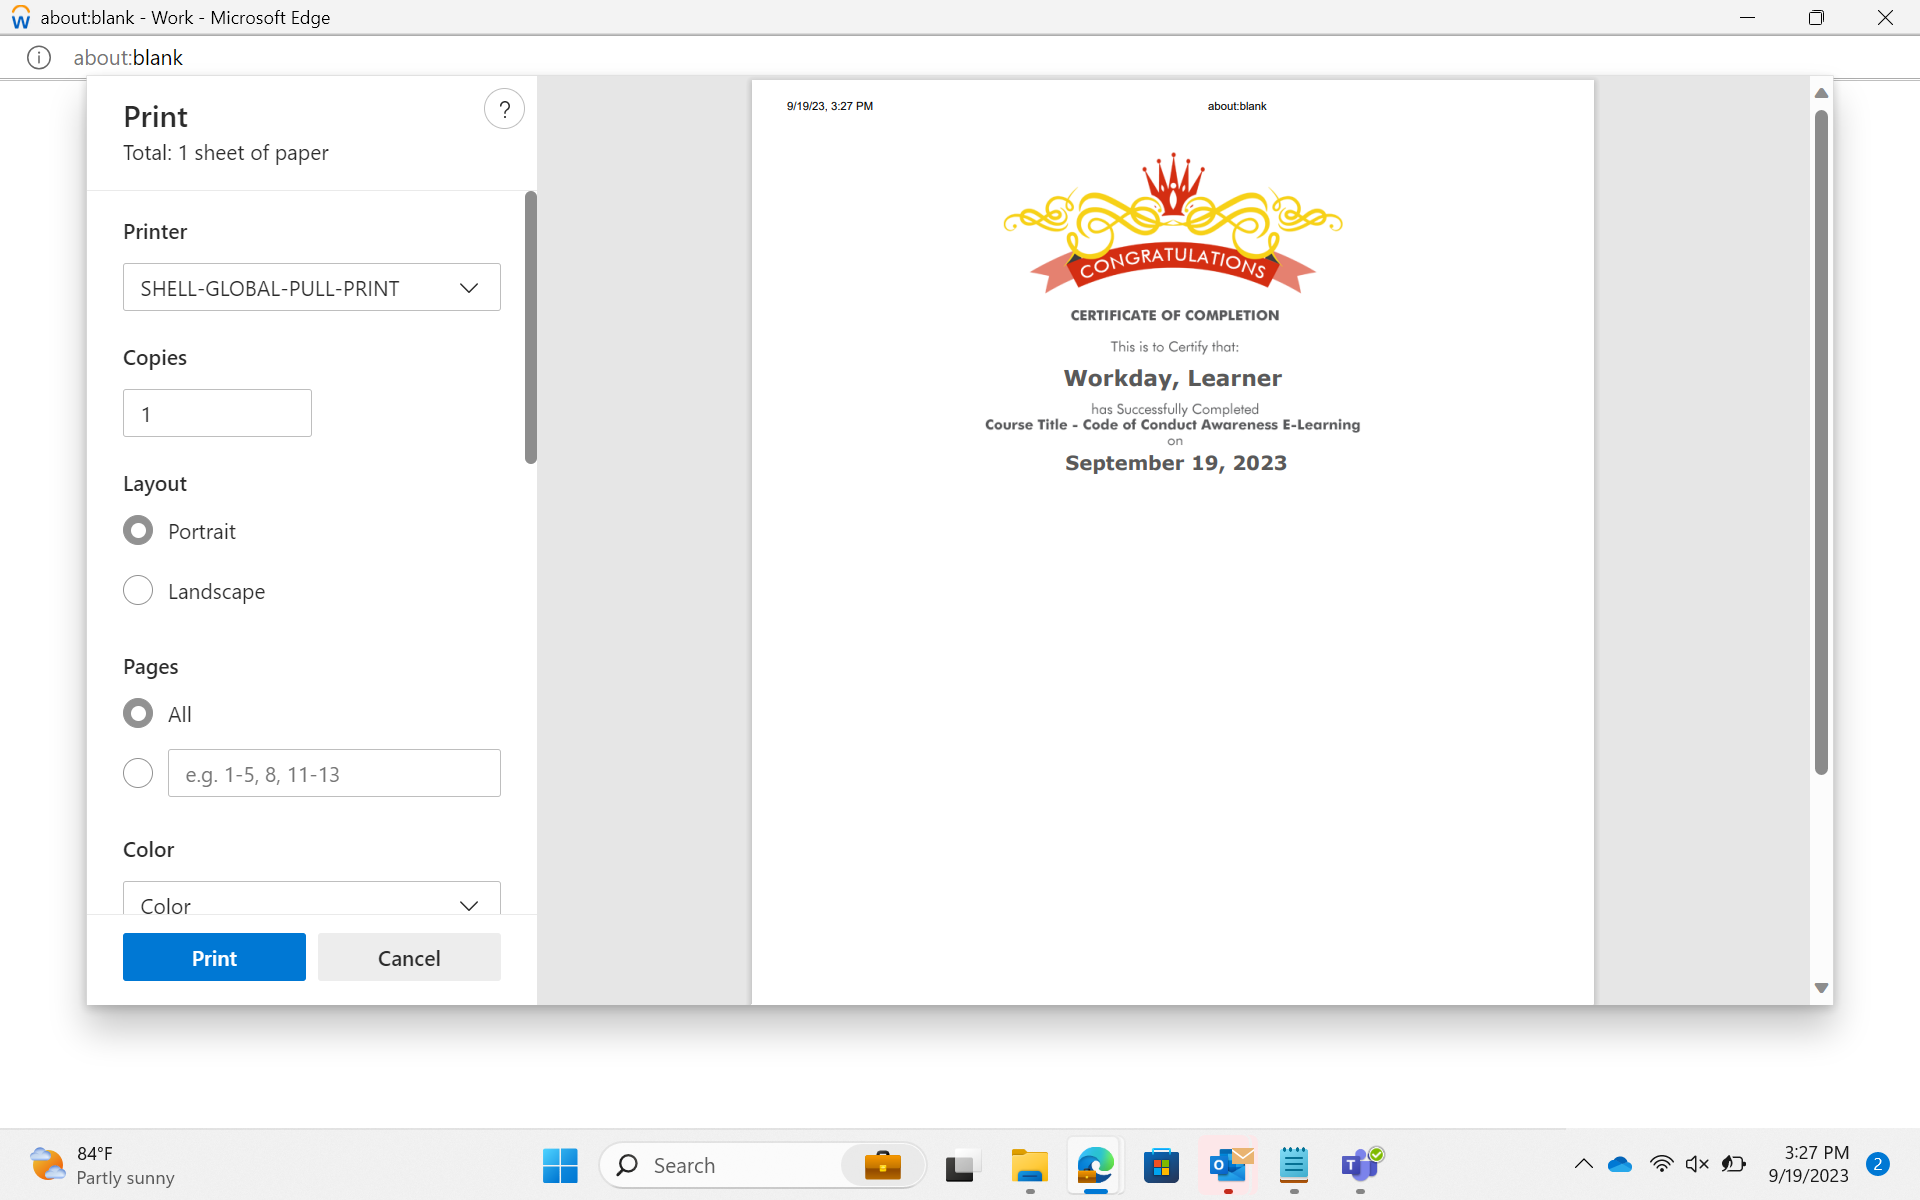 about:blank - Work - Microsoft Edge
about:blank
Print
?
Total: 1 sheet of paper
Printer
SHELL-GLOBAL-PULL-PRINT
Copies
1
Layout
Portrait
Landscape
Pages
All
e.g. 1-5, 8, 11-13
Color
Color
Print
Cancel
9/19/23, 3:27 PM
about:blank
CONGRATULATIONS
CERTIFICATE OF COMPLETION
This is to Certify that:
Workday, Learner
has Successfully Completed
Course Title - Code of Conduct Awareness E-Learning
on
September 19, 2023
84°F
Partly sunny
Search
3:27 PM
9/19/2023
2